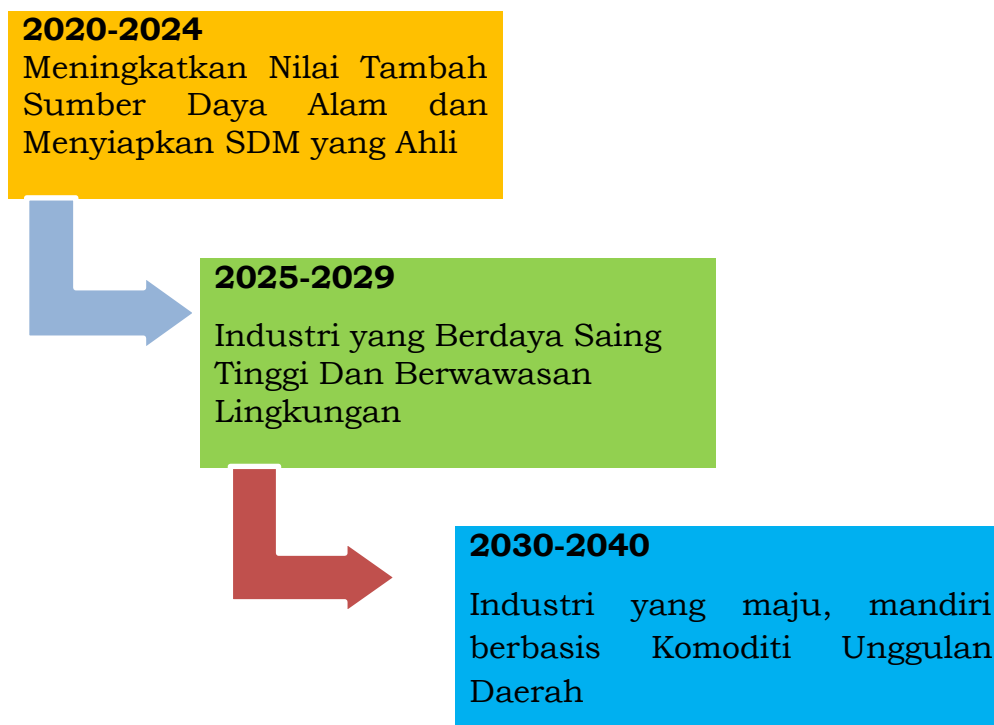 2020-2024
Meningkatkan Nilai Tambah
Sumber Daya Alam dan
Menyiapkan SDM yang Ahli
2025-2029
Industri yang Berdaya Saing
Tinggi Dan Berwawasan
Lingkungan
2030-2040
Industri yang maju, mandiri
berbasis Komoditi Unggulan
Daerah